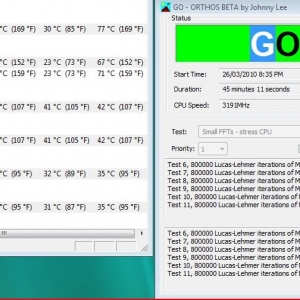 GO - ORTHOS BETA by Johnny Lee
Status
GO
Start Time: 26/03/2010 8:35 PM
Duration: 45 minutes 11 seconds
CPU Speed: 3191MHz
Test: Small FFTs - stress CPU
Priority: 1
Test 6, 800000 Lucas-Lehmer iterations of M
Test 7, 800000 Lucas-Lehmer iterations of M
Test 8, 800000 Lucas-Lehmer iterations of M
Test 9, 800000 Lucas-Lehmer iterations of M
Test 10, 800000 Lucas-Lehmer iterations of
Test 11, 800000 Lucas-Lehmer iterations of
Test 6, 800000 Lucas-Lehmer iterations of M
Test 7, 800000 Lucas-Lehmer iterations of M
Test 8, 800000 Lucas-Lehmer iterations of M
Test 9, 800000 Lucas-Lehmer iterations of M
Test 10, 800000 Lucas-Lehmer iterations of
Test 11, 800000 Lucas-Lehmer iterations of
°C (169 °F) 30 °C (85 °F) 77 °C (169 °F)
°C (152 °F) 23 °C (73 °F) 67 °C (152 °F)
°C (159 °F) 23 °C (73 °F) 71 °C (159 °F)
°C (107 °F) 41 °C (105 °F) 42 °C (107 °F)
°C (107 °F) 41 °C (105 °F) 42 °C (107 °F)
°C (95 °F) 32 °C (89 °F) 35 °C (95 °F)
°C (95 °F) 31 °C (87 °F) 35 °C (95 °F)